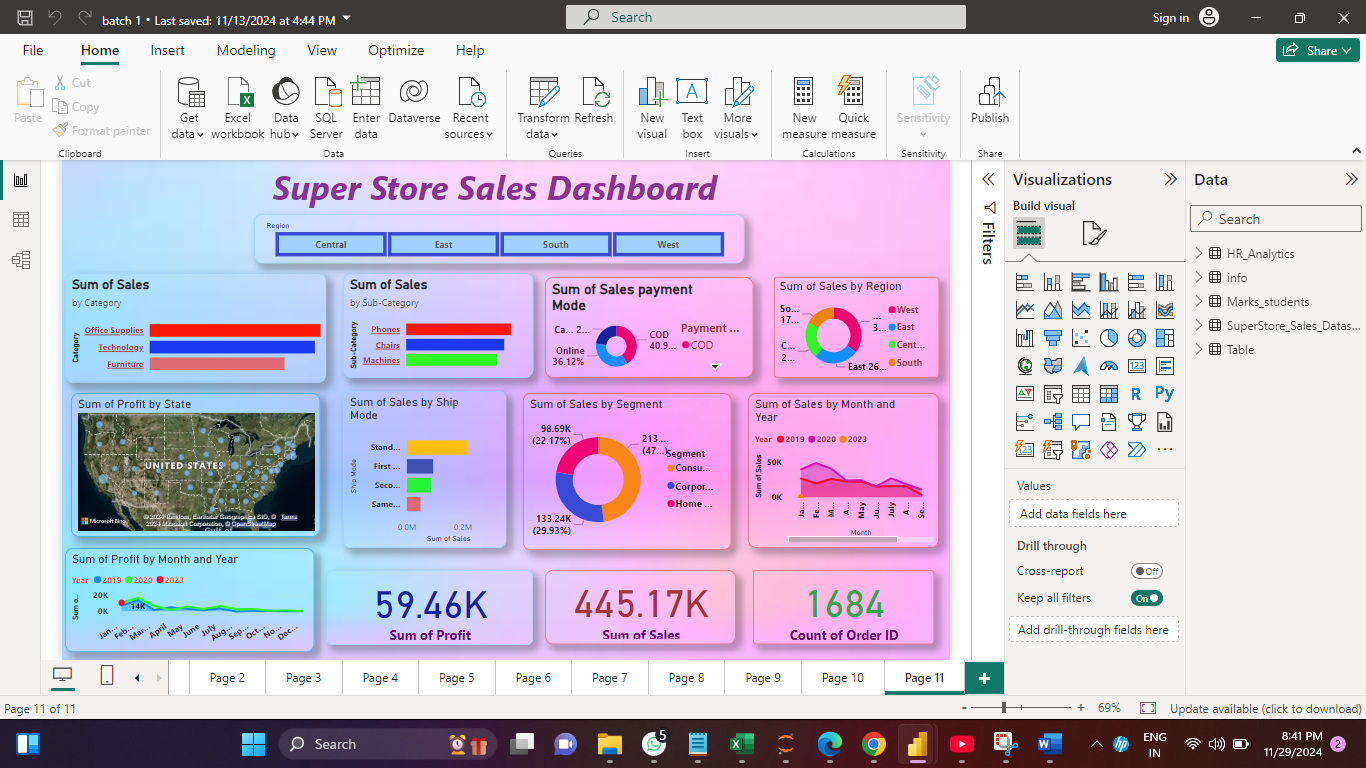 batch 1 • Last saved: 11/13/2024 at 4:44 PM
Search
Sign in
File Home Insert Modeling View Optimize Help
Share
Paste
Cut
Copy
Format painter
Clipboard
Get data
Excel workbook
Data hub
SQL Server
Enter data
Dataverse
Recent sources
Data
Transform data
Refresh
Queries
New visual
Text box
More visuals
Insert
New measure
Quick measure
Calculations
Sensitivity
Sensitivity
Publish
Share
Super Store Sales Dashboard
Region
Central East South West
Sum of Sales
by Category
Category
Office Supplies
Technology
Furniture
Sum of Sales
by Sub-Category
Sub-Category
Phones
Chairs
Machines
Sum of Sales payment
Mode
Ca... 2...
Online
36.12%
COD
40.9...
Payment ...
COD
Sum of Sales by Region
So...
17...
C...
2...
...
3...
East 26...
West
East
Cent...
South
Sum of Profit by State
UNITED STATES
Microsoft Bing
© 2024 TomTom, Earthstar Geographics SIO, ©
2024 Microsoft Corporation, © OpenStreetMap
Terms
Sum of Sales by Ship
Mode
Ship Mode
Stand...
First ...
Seco...
Same...
0.0M 0.2M
Sum of Sales
Sum of Sales by Segment
98.69K
(22.17%)
213....
(47...)
133.24K
(29.93%)
Segment
Consu...
Corpor...
Home ...
Sum of Sales by Month and
Year
Year 2019 2020 2023
Sum of Sales
50K
0K
Ja... Fe... M... A... May Ju... July A... Se...
Month
Sum of Profit by Month and Year
Year 2019 2020 2023
Sum o...
20K
0K
14K
Jan... Feb... Mar... April May June July Aug... Sep... Oct... No... Dec...
59.46K
Sum of Profit
445.17K
Sum of Sales
1684
Count of Order ID
Filters
Visualizations
Build visual
R
Py
123
Values
Add data fields here
Drill through
Cross-report Off
Keep all filters On
Add drill-through fields here
Data
Search
HR_Analytics
info
Marks_students
SuperStore_Sales_Datas...
Table
Page 2 Page 3 Page 4 Page 5 Page 6 Page 7 Page 8 Page 9 Page 10 Page 11
Page 11 of 11
- + 69%
Update available (click to download)
Search
5
ENG
IN
8:41 PM
11/29/2024
2